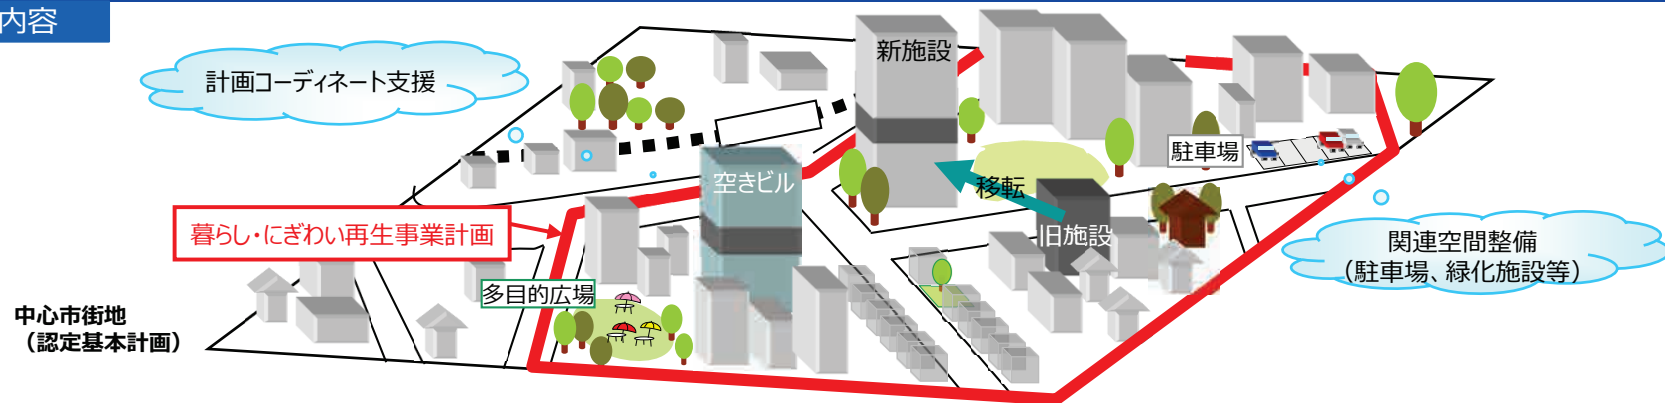 内容
計画コーディネート支援
新施設
駐車場
空きビル
移転
暮らし・にぎわい再生事業計画
旧施設
関連空間整備
（駐車場、緑化施設等）
多目的広場
中心市街地
（認定基本計画）